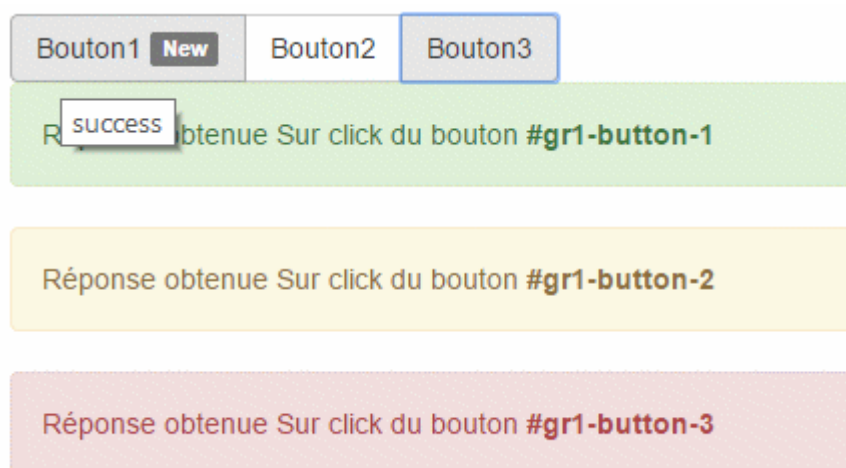 Bouton1 New Bouton2 Bouton3
success
R btenue Sur click du bouton #gr1-button-1
Réponse obtenue Sur click du bouton #gr1-button-2
Réponse obtenue Sur click du bouton #gr1-button-3